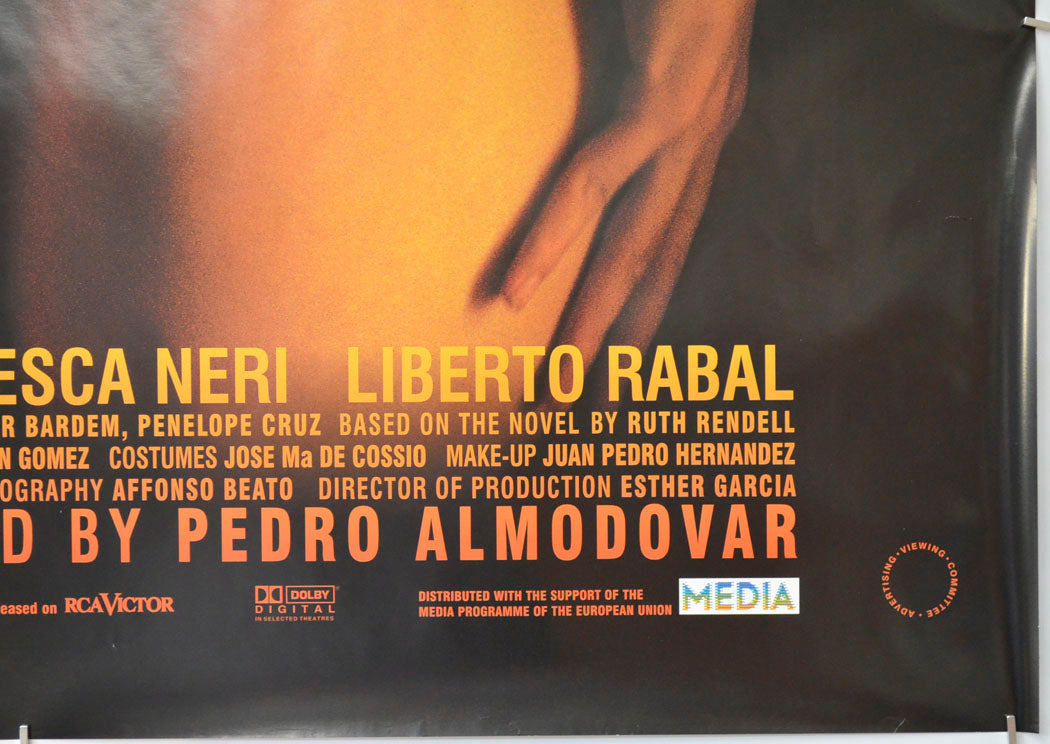 ESCA NERI LIBERTO RABAL
R BARDEM, PENELOPE CRUZ BASED ON THE NOVEL BY RUTH RENDELL
N GOMEZ COSTUMES JOSE Ma DE COSSIO MAKE-UP JUAN PEDRO HERNANDEZ
OGRAPHY AFFONSO BEATO DIRECTOR OF PRODUCTION ESTHER GARCIA
D BY PEDRO ALMODOVAR
eased on RCA VICTOR
DOLBY
DIGITAL
IN SELECTED THEATRES
DISTRIBUTED WITH THE SUPPORT OF THE
MEDIA PROGRAMME OF THE EUROPEAN UNION
MEDIA
ADVERTISING • VIEWING • COMMITTEE •